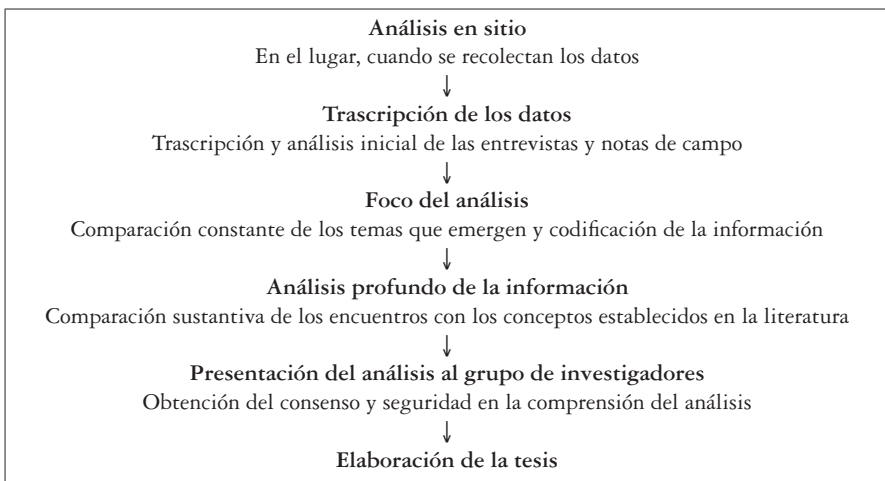 Análisis en sitio
En el lugar, cuando se recolectan los datos
↓
Trascripción de los datos
Trascripción y análisis inicial de las entrevistas y notas de campo
↓
Foco del análisis
Comparación constante de los temas que emergen y codificación de la información
↓
Análisis profundo de la información
Comparación sustantiva de los encuentros con los conceptos establecidos en la literatura
↓
Presentación del análisis al grupo de investigadores
Obtención del consenso y seguridad en la comprensión del análisis
↓
Elaboración de la tesis